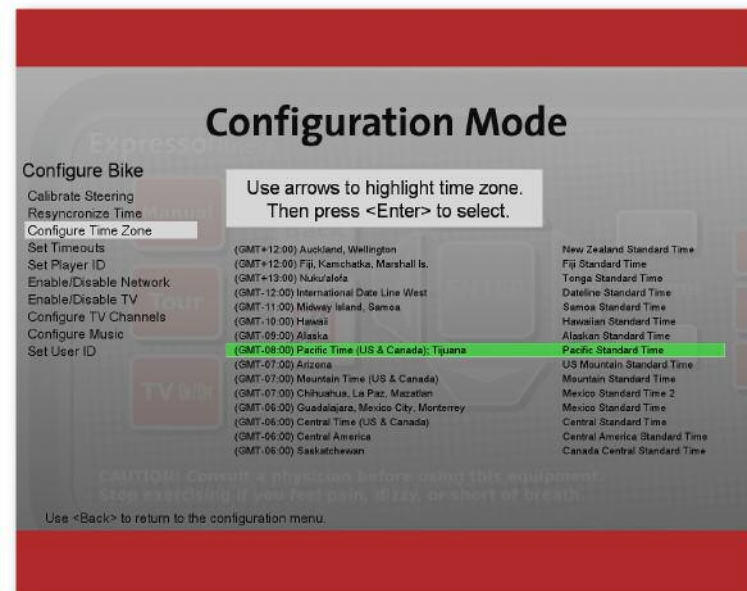 Configuration Mode
Expresso
Configure Bike
Calibrate Steering
Resyncronize Time
Configure Time Zone
Set Timeouts
Set Player ID
Enable/Disable Network
Enable/Disable TV
Configure TV Channels
Configure Music
Set User ID
Manual
Tour
TV
Use arrows to highlight time zone.
Then press <Enter> to select.
(GMT+12:00) Auckland, Wellington New Zealand Standard Time
(GMT+12:00) Fiji, Kamchatka, Marshall Is. Fiji Standard Time
(GMT+13:00) Nuku'alofa Tonga Standard Time
(GMT-12:00) International Date Line West Dateline Standard Time
(GMT-11:00) Midway Island, Samoa Samoa Standard Time
(GMT-10:00) Hawaii Hawaiian Standard Time
(GMT-09:00) Alaska Alaskan Standard Time
(GMT-08:00) Pacific Time (US & Canada); Tijuana Pacific Standard Time
(GMT-07:00) Arizona US Mountain Standard Time
(GMT-07:00) Mountain Time (US & Canada) Mountain Standard Time
(GMT-07:00) Chihuahua, La Paz, Mazatlan Mexico Standard Time 2
(GMT-06:00) Guadalajara, Mexico City, Monterrey Mexico Standard Time
(GMT-06:00) Central Time (US & Canada) Central Standard Time
(GMT-06:00) Central America Central America Standard Time
(GMT-06:00) Saskatchewan Canada Central Standard Time
CAUTION: Consult a physician before using this equipment.
Stop exercising if you feel pain, dizzy, or short of breath.
Use <Back> to return to the configuration menu.